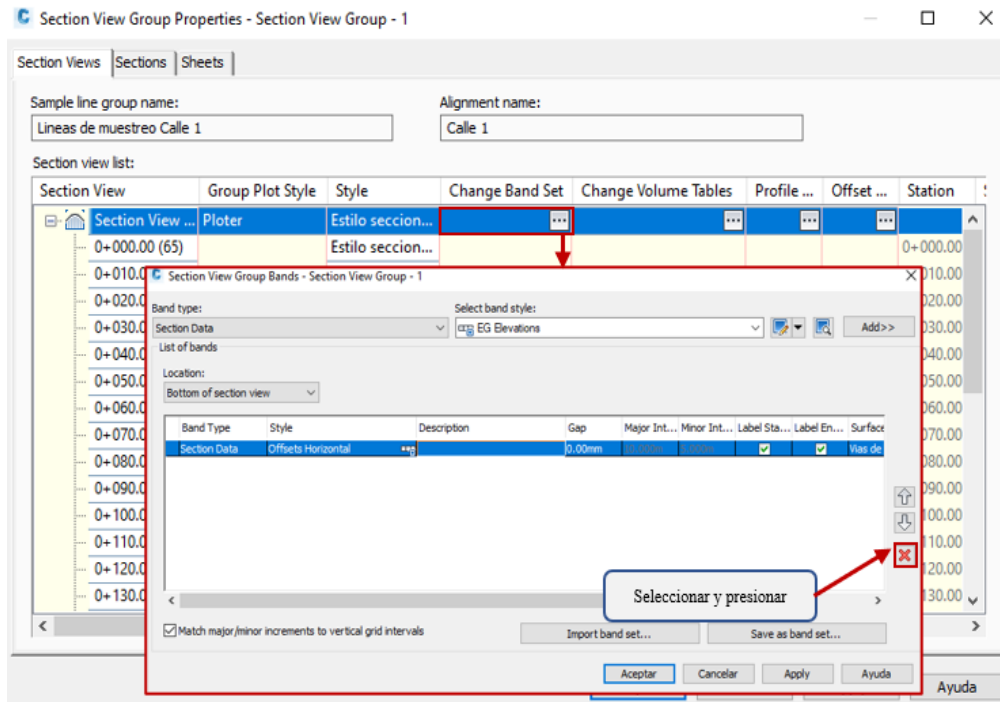 Section View Group Properties - Section View Group - 1
Section Views Sections Sheets
Sample line group name: Alignment name:
Lineas de muestreo Calle 1 Calle 1
Section view list:
Section View Group Plot Style Style Change Band Set Change Volume Tables Profile ... Offset ... Station
Section View ... Ploter Estilo seccion...
0+000.00 (65) Estilo seccion... 0+000.00
0+010.0 010.00
0+020.0 020.00
0+030.0 030.00
0+040.0 040.00
0+050.0 050.00
0+060.0 060.00
0+070.0 070.00
0+080.0 080.00
0+090.0 090.00
0+100.0 100.00
0+110.0 110.00
0+120.0 120.00
0+130.0 130.00
Section View Group Bands - Section View Group - 1
Band type: Select band style:
Section Data EG Elevations Add>>
List of bands
Location:
Bottom of section view
Band Type Style Description Gap Major Int... Minor Int... Label Sta... Label En... Surface
Section Data Offsets Horizontal 0.00mm Vias de
Seleccionar y presionar
Match major/minor increments to vertical grid intervals Import band set... Save as band set...
Aceptar Cancelar Apply Ayuda
Ayuda